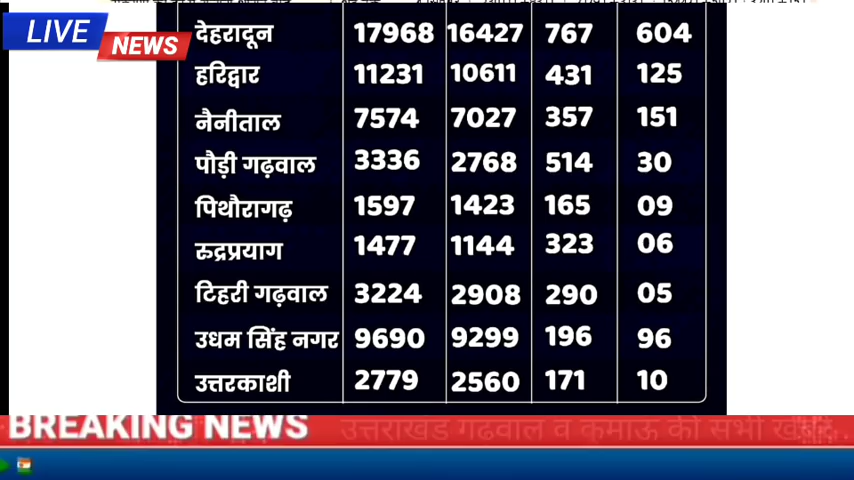 LIVE
NEWS
देहरादून 17968 16427 767 604
हरिद्वार 11231 10611 431 125
नैनीताल 7574 7027 357 151
पौड़ी गढ़वाल 3336 2768 514 30
पिथौरागढ़ 1597 1423 165 09
रुद्रप्रयाग 1477 1144 323 06
टिहरी गढ़वाल 3224 2908 290 05
उधम सिंह नगर 9690 9299 196 96
उत्तरकाशी 2779 2560 171 10
BREAKING NEWS उत्तराखंड गढवाल व कुमाऊ की सभी